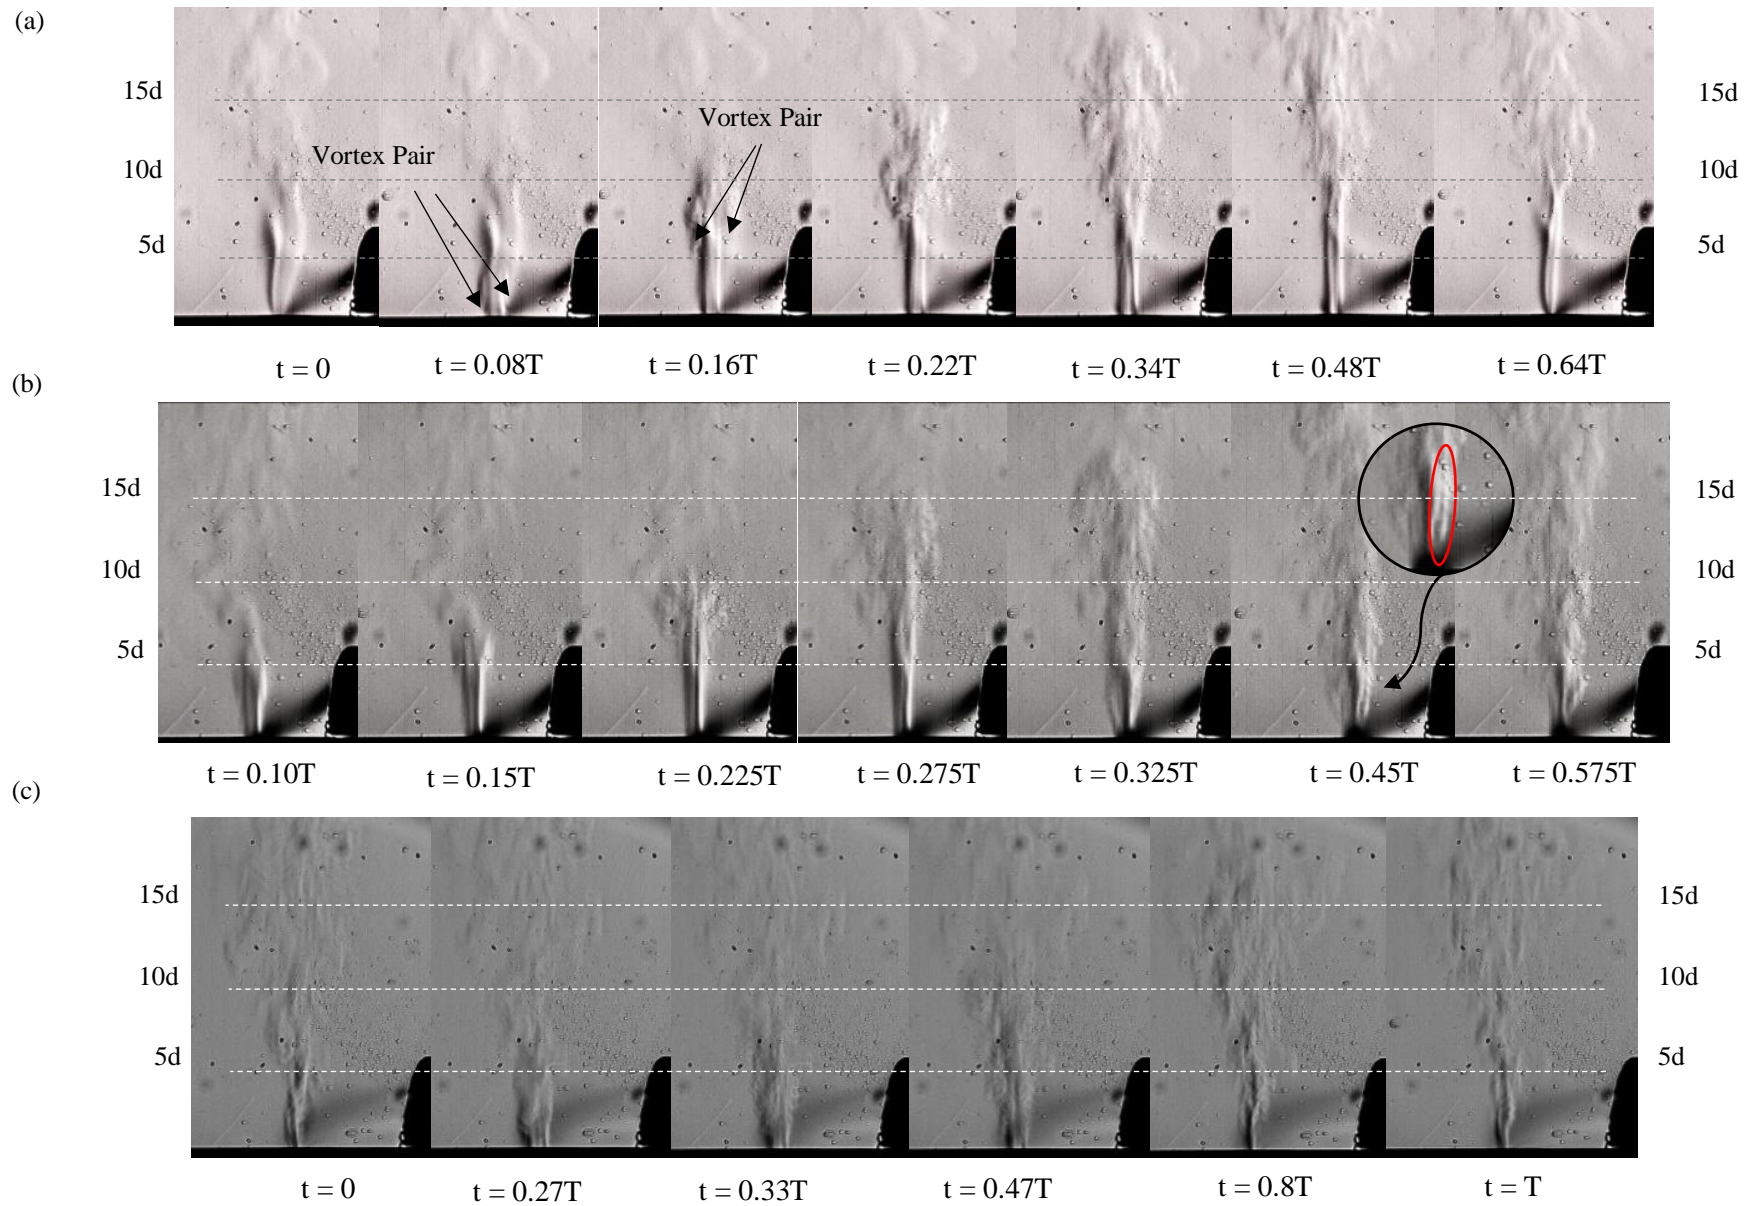 (a)
15d 15d
Vortex Pair
Vortex Pair
10d 10d
5d 5d
t = 0 t = 0.08T t = 0.16T t = 0.22T t = 0.34T t = 0.48T t = 0.64T
(b)
15d 15d
10d 10d
5d 5d
t = 0.10T t = 0.15T t = 0.225T t = 0.275T t = 0.325T t = 0.45T t = 0.575T
(c)
15d 15d
10d 10d
5d 5d
t = 0 t = 0.27T t = 0.33T t = 0.47T t = 0.8T t = T